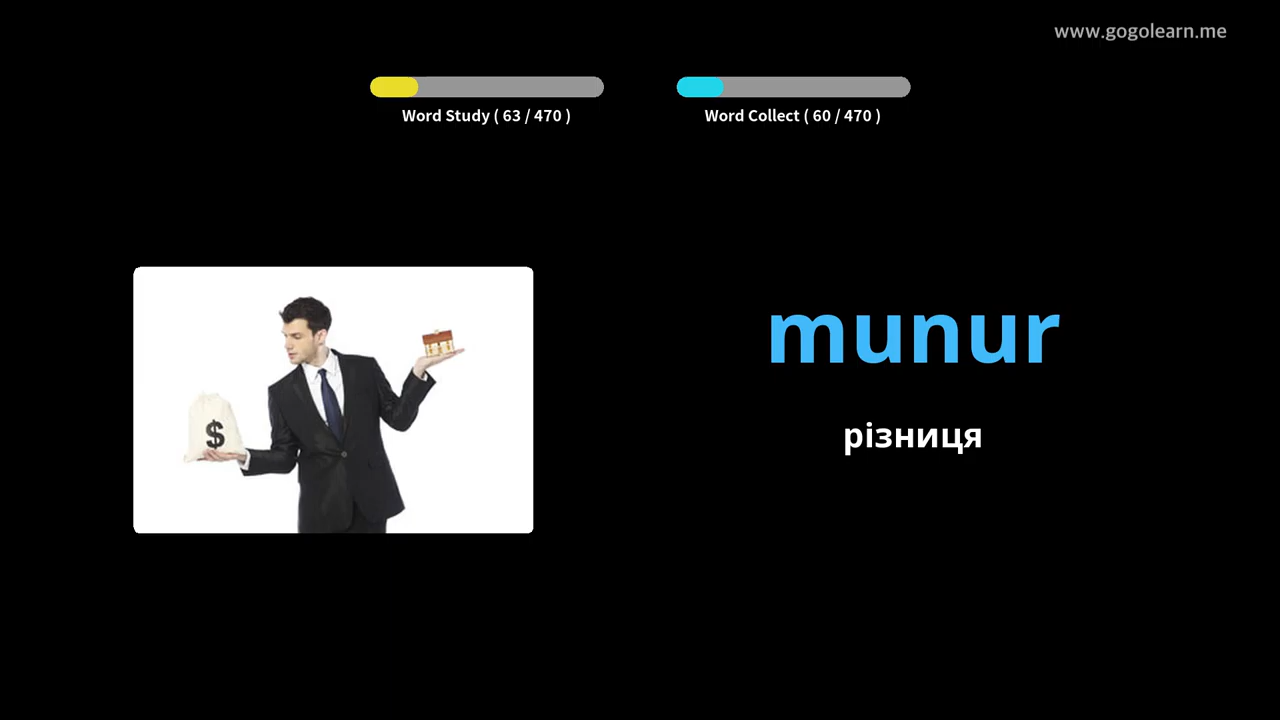 www.gogolearn.me
Word Study ( 63 / 470 )
Word Collect ( 60 / 470 )
munur
різниця
$